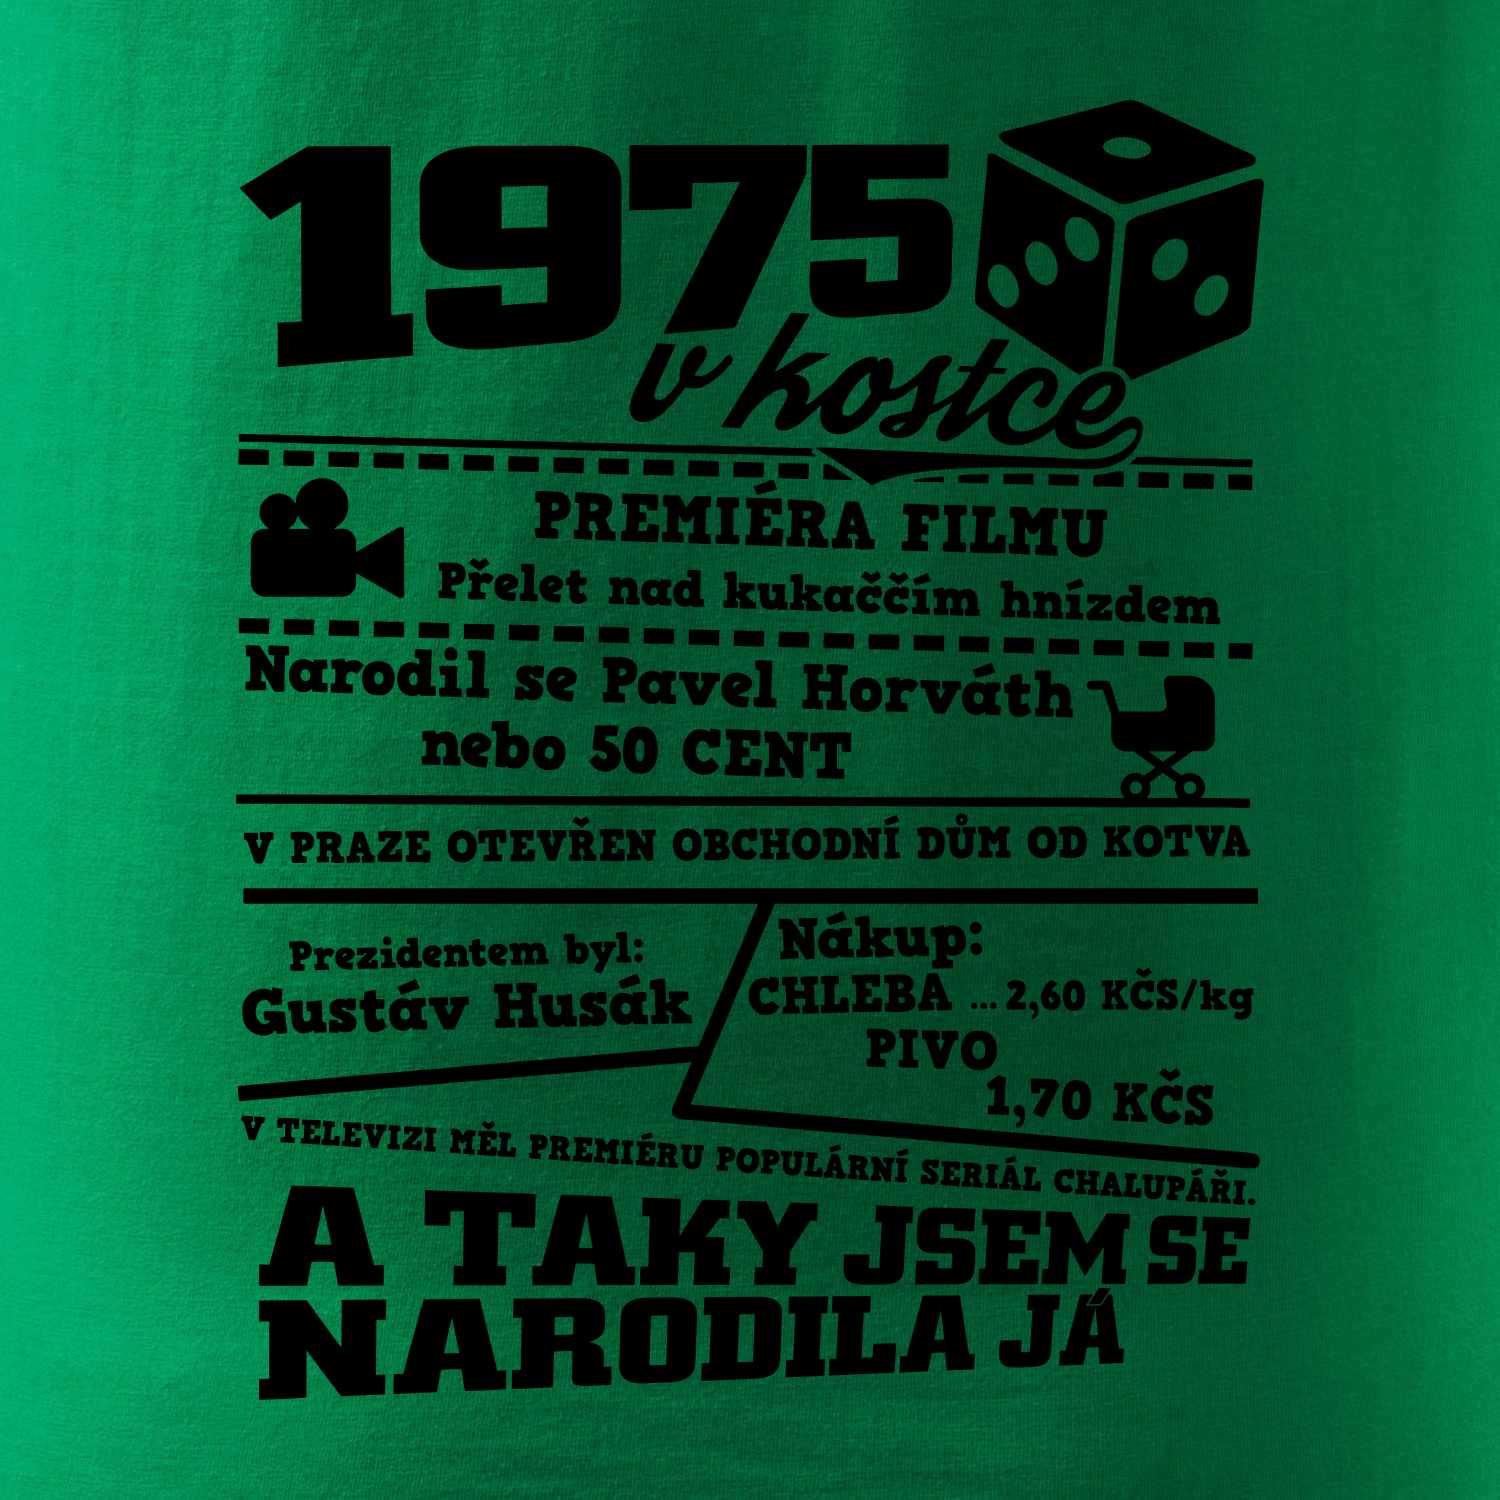 1975
v kostce
PREMIÉRA FILMU
Přelet nad kukaččím hnízdem
Narodil se Pavel Horváth
nebo 50 CENT
V PRAZE OTEVŘEN OBCHODNÍ DŮM OD KOTVA
Prezidentem byl:
Gustáv Husák
Nákup:
CHLEBA ... 2,60 KČS/kg
PIVO
1,70 KČS
V TELEVIZI MĚL PREMIÉRU POPULÁRNÍ SERIÁL CHALUPÁŘI.
A TAKY JSEM SE
NARODILA JÁ